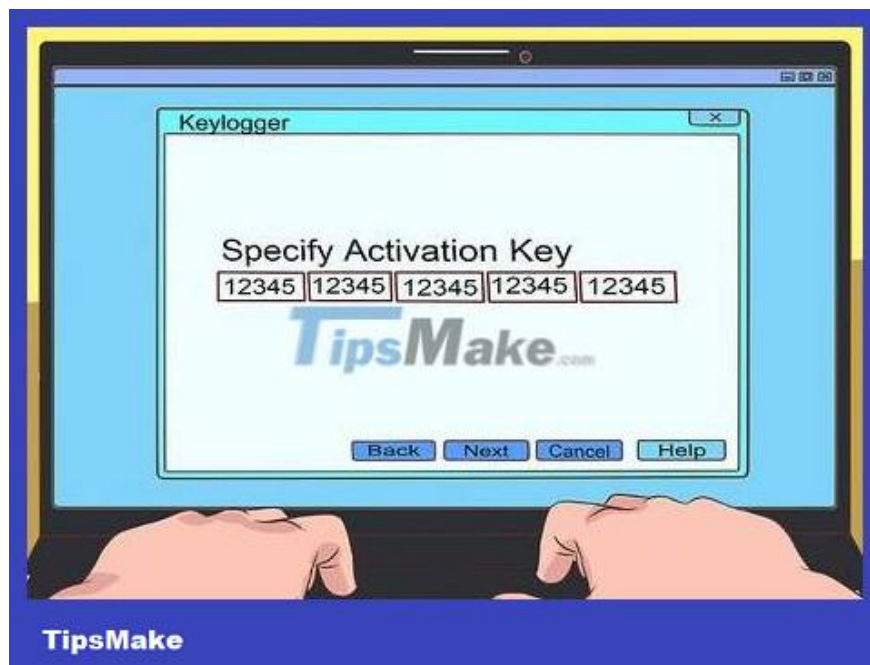 Keylogger
Specify Activation Key
12345 12345 12345 12345 12345
TipsMake.com
Back Next Cancel Help
TipsMake